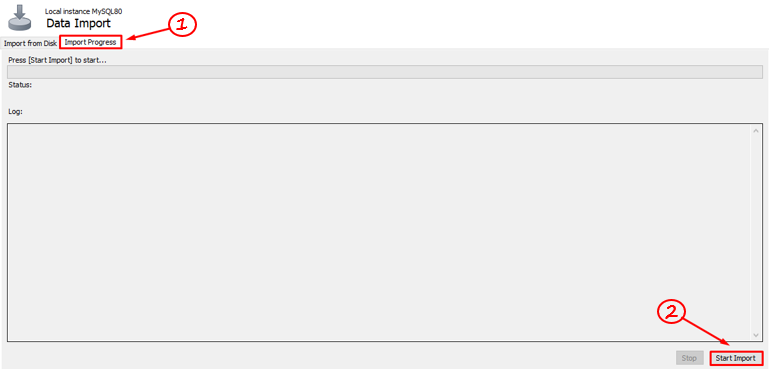 Local instance MySQL80
Data Import
1
Import from Disk Import Progress
Press [Start Import] to start...
Status:
Log:
2
Stop Start Import